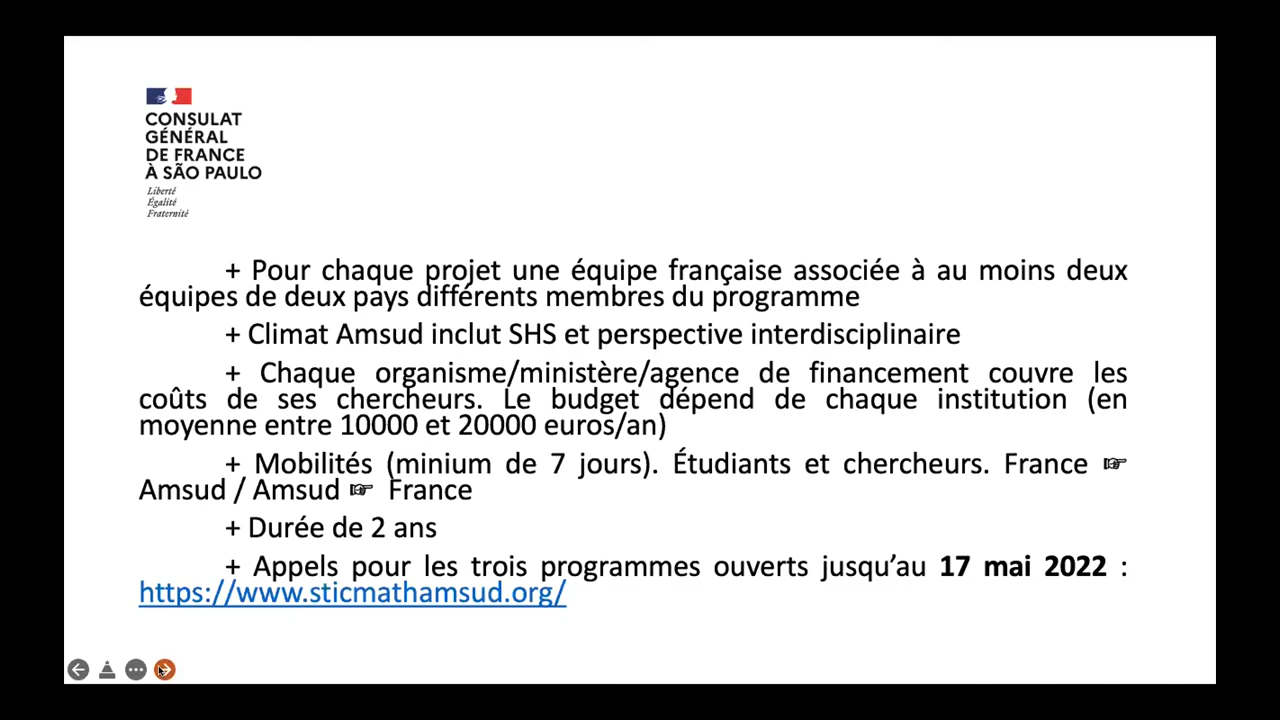 CONSULAT
GÉNÉRAL
DE FRANCE
À SÃO PAULO
Liberté
Égalité
Fraternité
+ Pour chaque projet une équipe française associée à au moins deux
équipes de deux pays différents membres du programme
+ Climat Amsud inclut SHS et perspective interdisciplinaire
+ Chaque organisme/ministère/agence de financement couvre les
coûts de ses chercheurs. Le budget dépend de chaque institution (en
moyenne entre 10000 et 20000 euros/an)
+ Mobilités (minium de 7 jours). Étudiants et chercheurs. France ☞
Amsud / Amsud ☞ France
+ Durée de 2 ans
+ Appels pour les trois programmes ouverts jusqu’au 17 mai 2022 :
https://www.sticmathamsud.org/